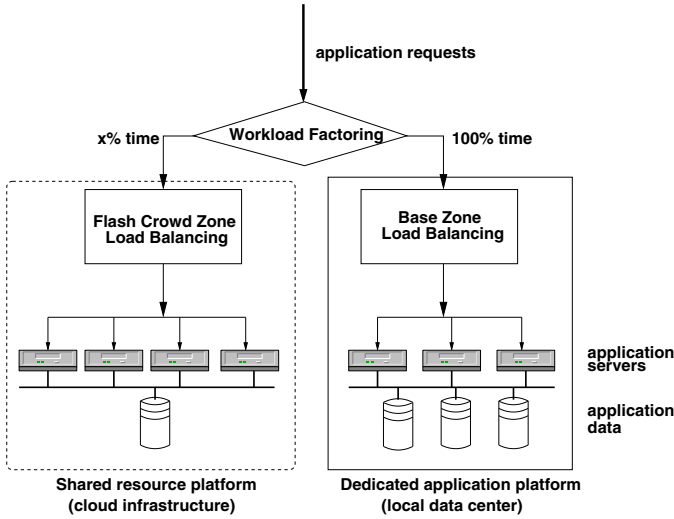 application requests
Workload Factoring
x% time
100% time
Flash Crowd Zone
Load Balancing
Base Zone
Load Balancing
application
servers
application
data
Shared resource platform
(cloud infrastructure)
Dedicated application platform
(local data center)